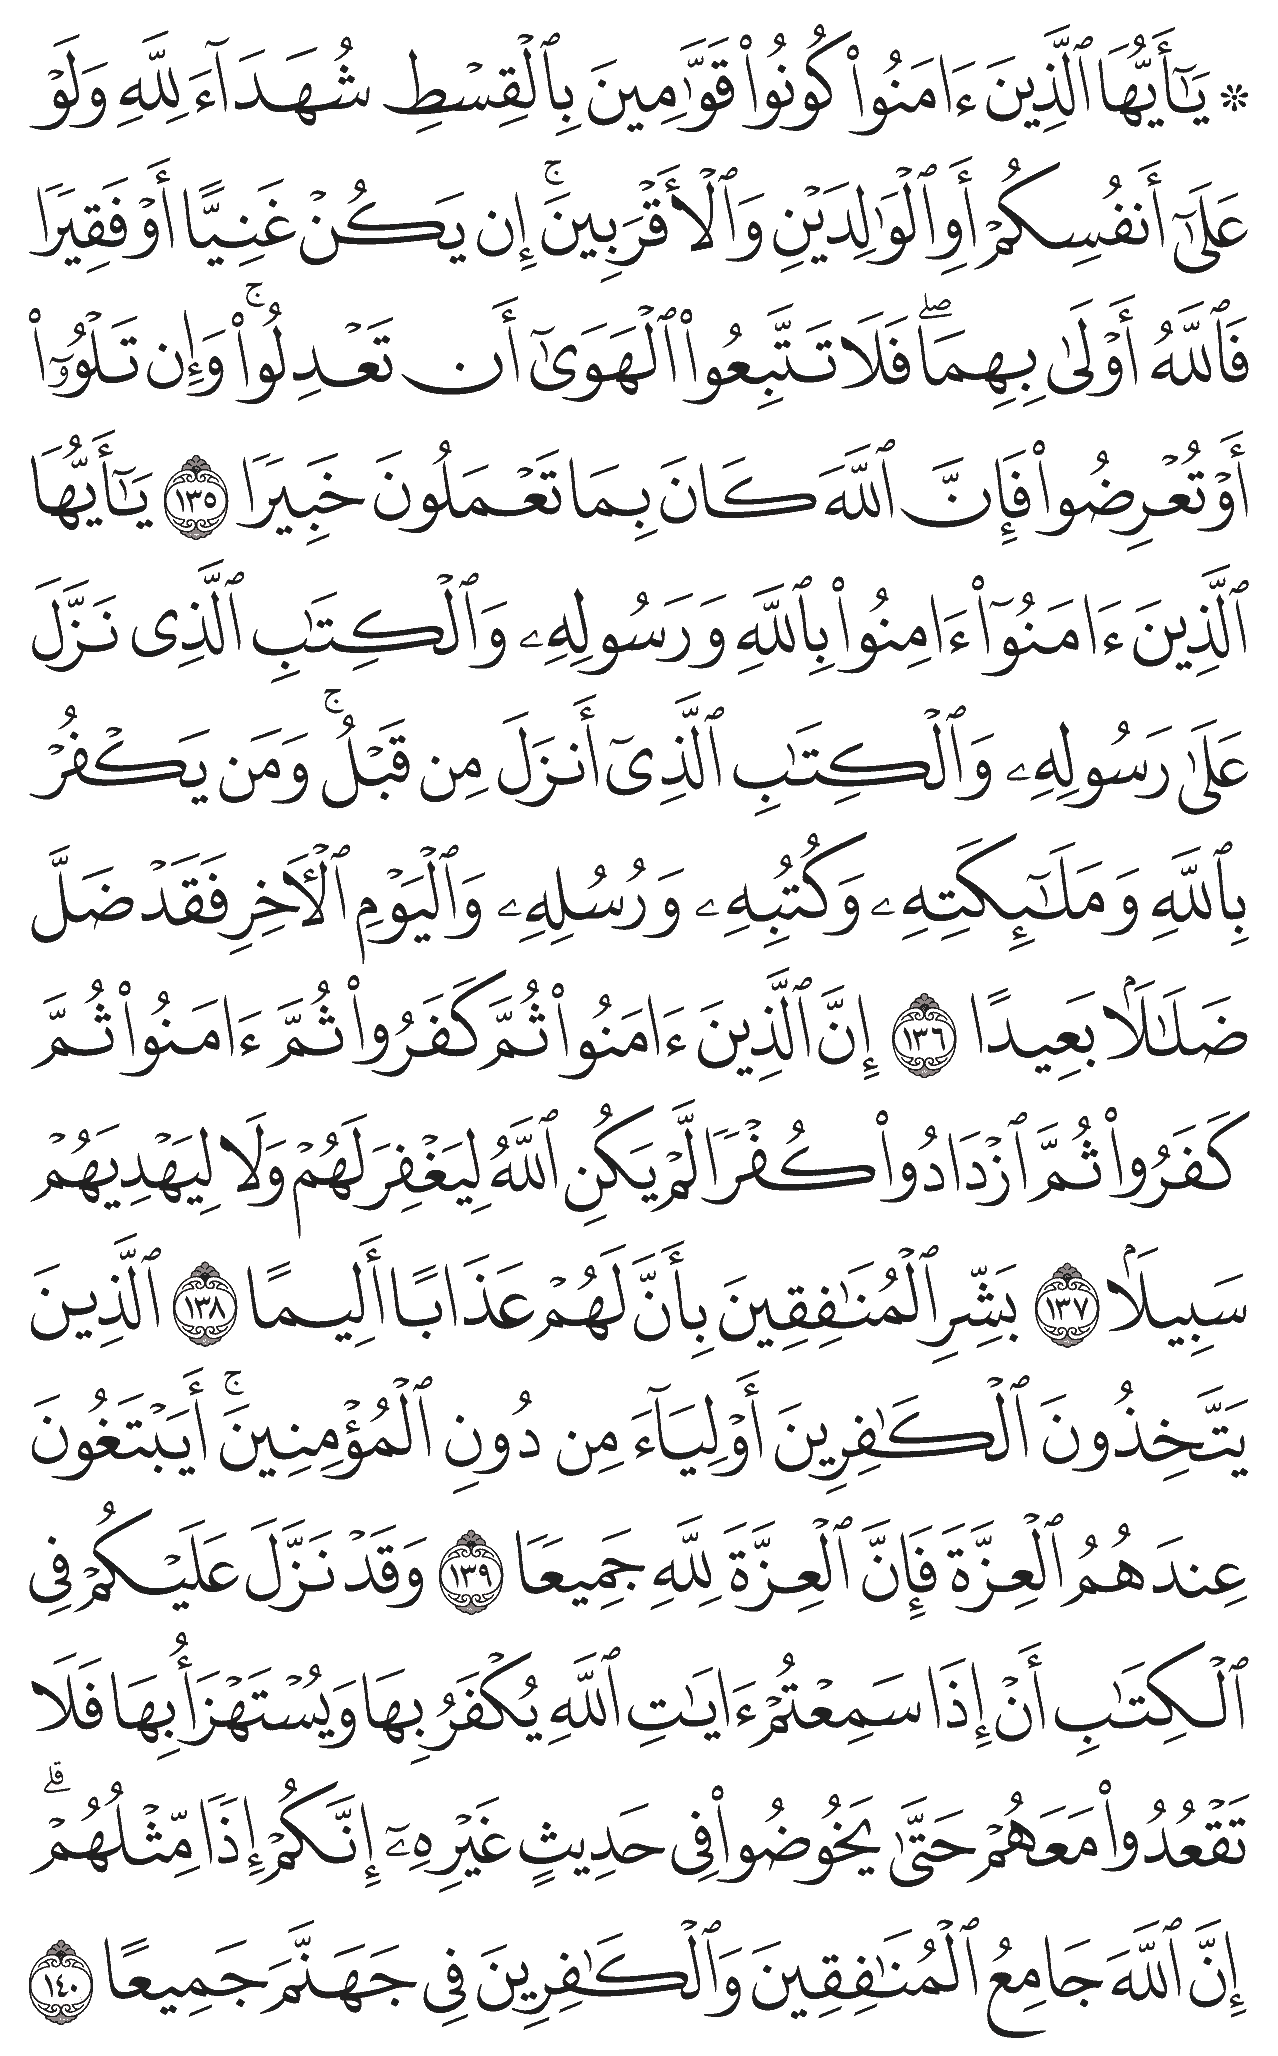 ۞ يَـٰٓأَيُّهَا ٱلَّذِينَ ءَامَنُوا۟ كُونُوا۟ قَوَّٰمِينَ بِٱلْقِسْطِ شُهَدَآءَ لِلَّهِ وَلَوْ
عَلَىٰٓ أَنفُسِكُمْ أَوِ ٱلْوَٰلِدَيْنِ وَٱلْأَقْرَبِينَ ۚ إِن يَكُنْ غَنِيًّا أَوْ فَقِيرًا
فَٱللَّهُ أَوْلَىٰ بِهِمَا ۖ فَلَا تَتَّبِعُوا۟ ٱلْهَوَىٰٓ أَن تَعْدِلُوا۟ ۚ وَإِن تَلْوُۥٓا۟
أَوْ تُعْرِضُوا۟ فَإِنَّ ٱللَّهَ كَانَ بِمَا تَعْمَلُونَ خَبِيرًا ١٣٥ يَـٰٓأَيُّهَا
ٱلَّذِينَ ءَامَنُوٓا۟ ءَامِنُوا۟ بِٱللَّهِ وَرَسُولِهِۦ وَٱلْكِتَـٰبِ ٱلَّذِى نَزَّلَ
عَلَىٰ رَسُولِهِۦ وَٱلْكِتَـٰبِ ٱلَّذِىٓ أَنزَلَ مِن قَبْلُ ۚ وَمَن يَكْفُرْ
بِٱللَّهِ وَمَلَـٰٓئِكَتِهِۦ وَكُتُبِهِۦ وَرُسُلِهِۦ وَٱلْيَوْمِ ٱلْـَٔاخِرِ فَقَدْ ضَلَّ
ضَلَـٰلًۢا بَعِيدًا ١٣٦ إِنَّ ٱلَّذِينَ ءَامَنُوا۟ ثُمَّ كَفَرُوا۟ ثُمَّ ءَامَنُوا۟ ثُمَّ
كَفَرُوا۟ ثُمَّ ٱزْدَادُوا۟ كُفْرًا لَّمْ يَكُنِ ٱللَّهُ لِيَغْفِرَ لَهُمْ وَلَا لِيَهْدِيَهُمْ
سَبِيلًۢا ١٣٧ بَشِّرِ ٱلْمُنَـٰفِقِينَ بِأَنَّ لَهُمْ عَذَابًا أَلِيمًا ١٣٨ ٱلَّذِينَ
يَتَّخِذُونَ ٱلْكَـٰفِرِينَ أَوْلِيَآءَ مِن دُونِ ٱلْمُؤْمِنِينَ ۚ أَيَبْتَغُونَ
عِندَهُمُ ٱلْعِزَّةَ فَإِنَّ ٱلْعِزَّةَ لِلَّهِ جَمِيعًا ١٣٩ وَقَدْ نَزَّلَ عَلَيْكُمْ فِى
ٱلْكِتَـٰبِ أَنْ إِذَا سَمِعْتُمْ ءَايَـٰتِ ٱللَّهِ يُكْفَرُ بِهَا وَيُسْتَهْزَأُ بِهَا فَلَا
تَقْعُدُوا۟ مَعَهُمْ حَتَّىٰ يَخُوضُوا۟ فِى حَدِيثٍ غَيْرِهِۦٓ إِنَّكُمْ إِذًا مِّثْلُهُمْ ۗ
إِنَّ ٱللَّهَ جَامِعُ ٱلْمُنَـٰفِقِينَ وَٱلْكَـٰفِرِينَ فِى جَهَنَّمَ جَمِيعًا ١٤٠